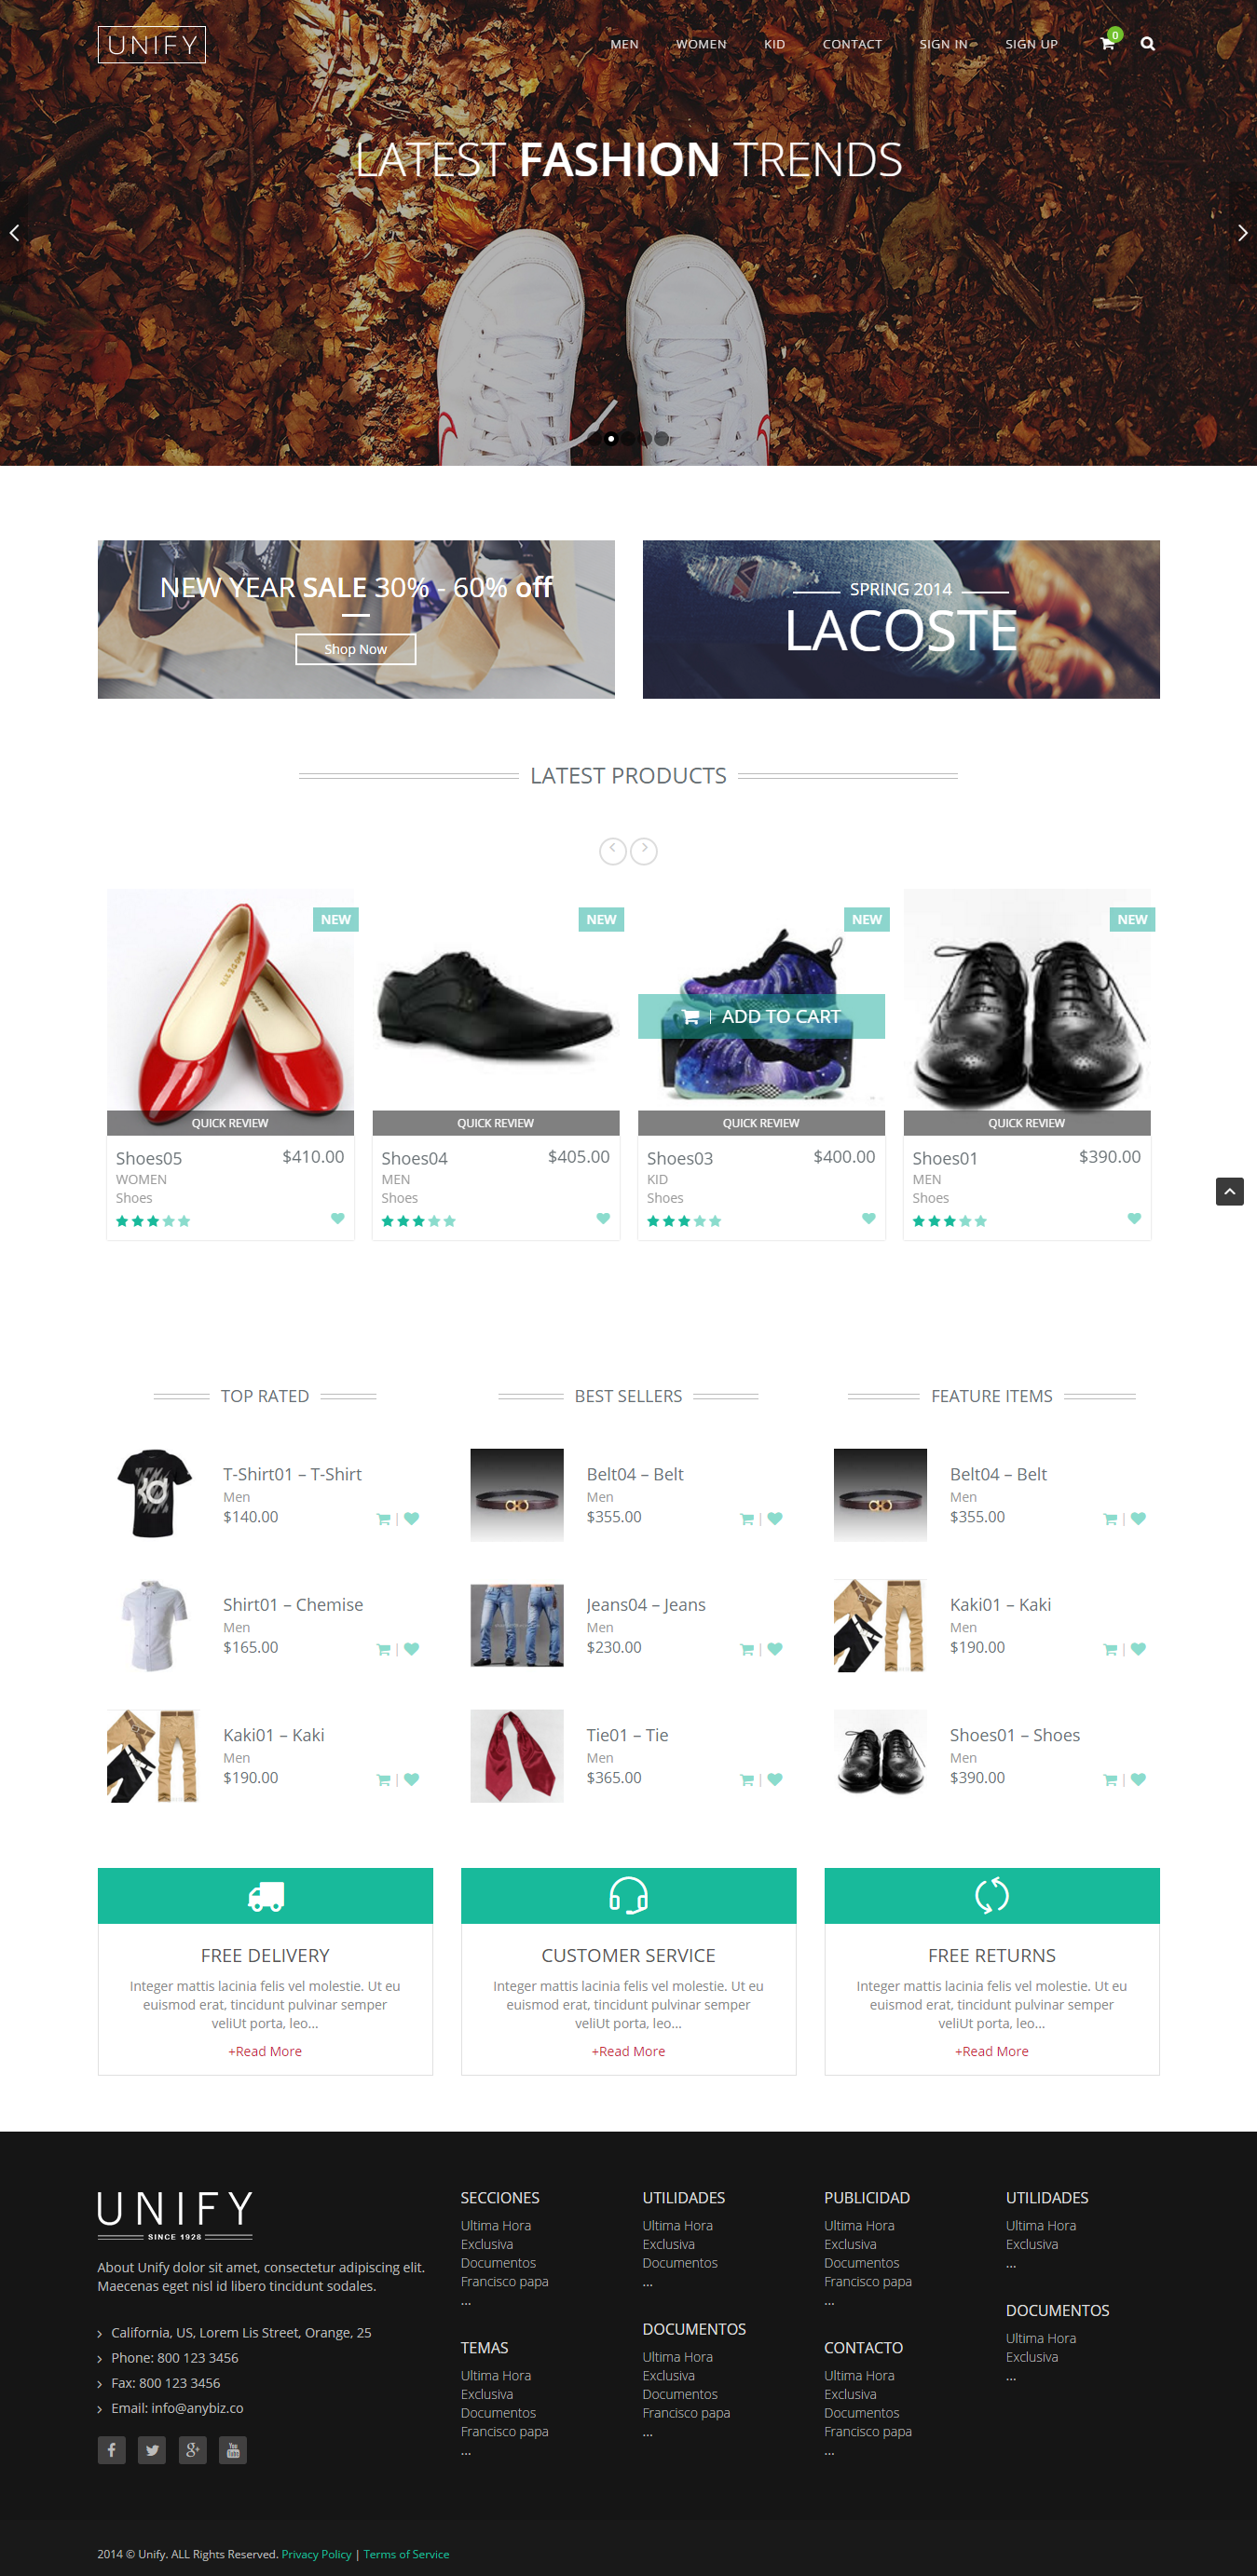 UNIFY
MEN WOMEN KID CONTACT SIGN IN SIGN UP 0
LATEST FASHION TRENDS
NEW YEAR SALE 30% - 60% off
Shop Now
SPRING 2014
LACOSTE
LATEST PRODUCTS
NEW NEW NEW NEW
ADD TO CART
QUICK REVIEW QUICK REVIEW QUICK REVIEW QUICK REVIEW
Shoes05 $410.00
WOMEN
Shoes
Shoes04 $405.00
MEN
Shoes
Shoes03 $400.00
KID
Shoes
Shoes01 $390.00
MEN
Shoes
TOP RATED
T-Shirt01 – T-Shirt
Men
$140.00
Shirt01 – Chemise
Men
$165.00
Kaki01 – Kaki
Men
$190.00
BEST SELLERS
Belt04 – Belt
Men
$355.00
Jeans04 – Jeans
Men
$230.00
Tie01 – Tie
Men
$365.00
FEATURE ITEMS
Belt04 – Belt
Men
$355.00
Kaki01 – Kaki
Men
$190.00
Shoes01 – Shoes
Men
$390.00
FREE DELIVERY
Integer mattis lacinia felis vel molestie. Ut eu
euismod erat, tincidunt pulvinar semper
veliUt porta, leo...
+Read More
CUSTOMER SERVICE
Integer mattis lacinia felis vel molestie. Ut eu
euismod erat, tincidunt pulvinar semper
veliUt porta, leo...
+Read More
FREE RETURNS
Integer mattis lacinia felis vel molestie. Ut eu
euismod erat, tincidunt pulvinar semper
veliUt porta, leo...
+Read More
UNIFY
SINCE 1928
About Unify dolor sit amet, consectetur adipiscing elit.
Maecenas eget nisl id libero tincidunt sodales.
California, US, Lorem Lis Street, Orange, 25
Phone: 800 123 3456
Fax: 800 123 3456
Email: info@anybiz.co
SECCIONES
Ultima Hora
Exclusiva
Documentos
Francisco papa
...
TEMAS
Ultima Hora
Exclusiva
Documentos
Francisco papa
...
UTILIDADES
Ultima Hora
Exclusiva
Documentos
...
DOCUMENTOS
Ultima Hora
Exclusiva
Documentos
Francisco papa
...
PUBLICIDAD
Ultima Hora
Exclusiva
Documentos
Francisco papa
...
CONTACTO
Ultima Hora
Exclusiva
Documentos
Francisco papa
...
UTILIDADES
Ultima Hora
Exclusiva
...
DOCUMENTOS
Ultima Hora
Exclusiva
...
2014 © Unify. ALL Rights Reserved. Privacy Policy | Terms of Service